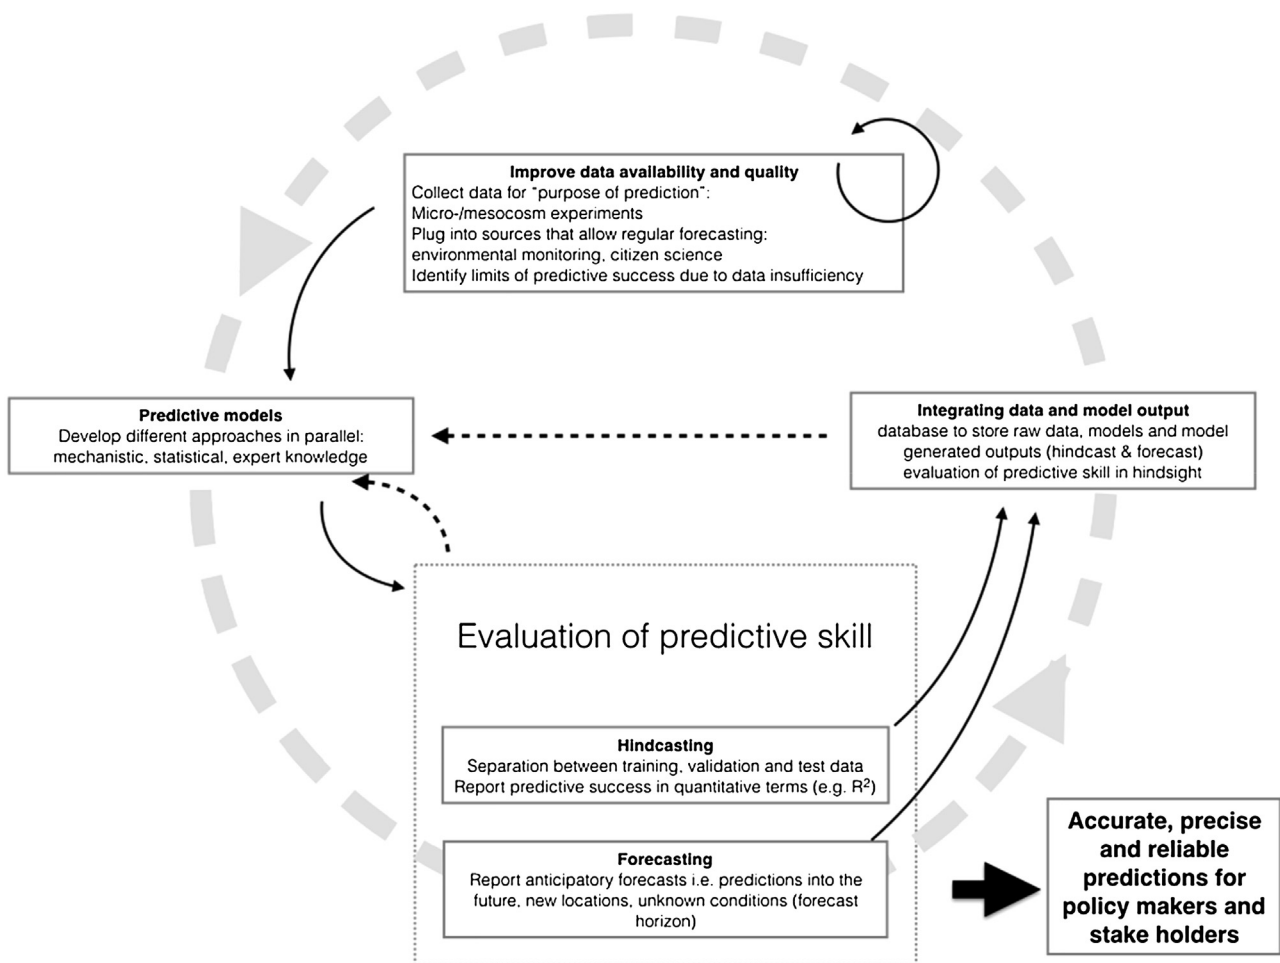 Improve data availability and quality
Collect data for "purpose of prediction":
Micro-/mesocosm experiments
Plug into sources that allow regular forecasting:
environmental monitoring, citizen science
Identify limits of predictive success due to data insufficiency
Predictive models
Develop different approaches in parallel:
mechanistic, statistical, expert knowledge
Integrating data and model output
database to store raw data, models and model
generated outputs (hindcast & forecast)
evaluation of predictive skill in hindsight
Evaluation of predictive skill
Hindcasting
Separation between training, validation and test data
Report predictive success in quantitative terms (e.g. R²)
Forecasting
Report anticipatory forecasts i.e. predictions into the
future, new locations, unknown conditions (forecast
horizon)
Accurate, precise
and reliable
predictions for
policy makers and
stake holders